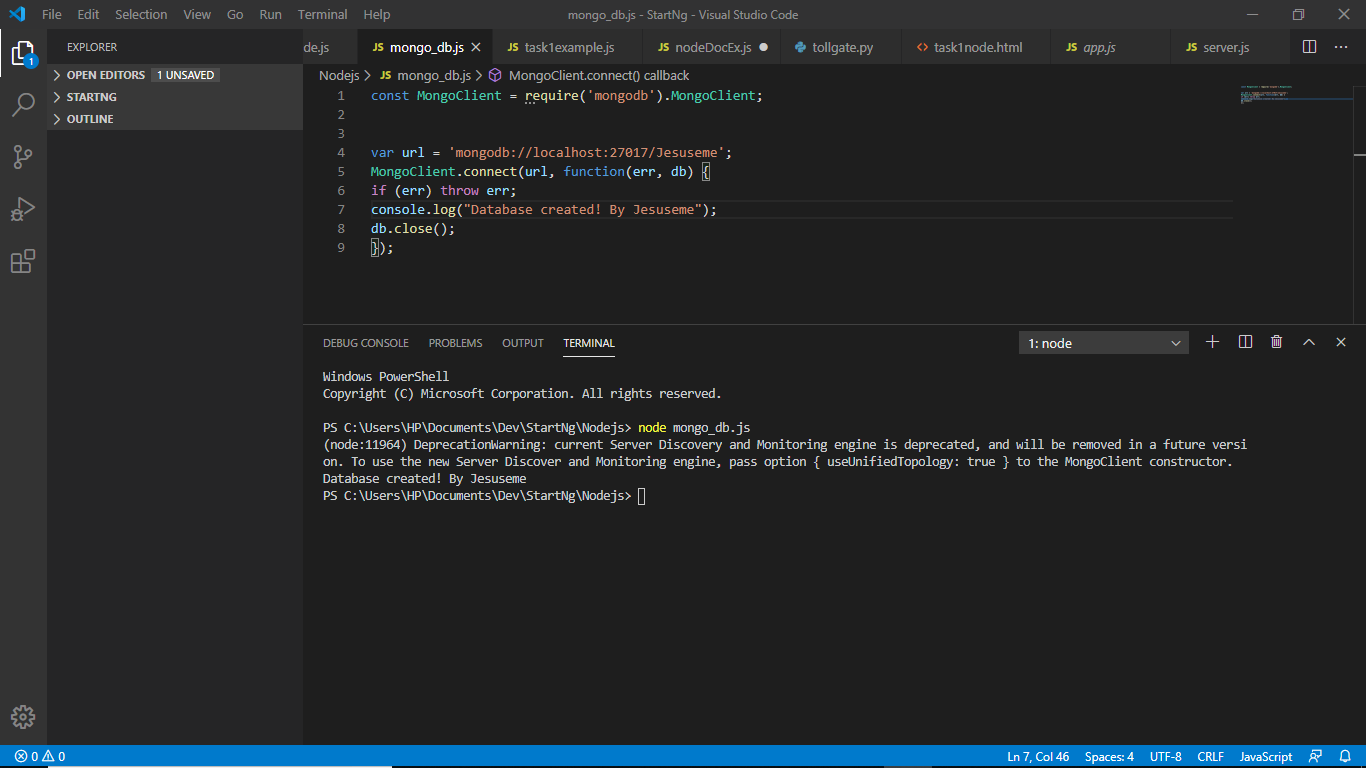 File Edit Selection View Go Run Terminal Help mongo_db.js - StartNg - Visual Studio Code
EXPLORER
1
OPEN EDITORS 1 UNSAVED
STARTNG
OUTLINE
de.js JS mongo_db.js JS task1example.js JS nodeDocEx.js tollgate.py <> task1node.html JS app.js JS server.js
Nodejs > JS mongo_db.js > MongoClient.connect() callback
1 const MongoClient = require('mongodb').MongoClient;
2
3
4 var url = 'mongodb://localhost:27017/Jesuseme';
5 MongoClient.connect(url, function(err, db) {
6 if (err) throw err;
7 console.log("Database created! By Jesuseme");
8 db.close();
9 });
DEBUG CONSOLE PROBLEMS OUTPUT TERMINAL 1: node
Windows PowerShell
Copyright (C) Microsoft Corporation. All rights reserved.
PS C:\Users\HP\Documents\Dev\StartNg\Nodejs> node mongo_db.js
(node:11964) DeprecationWarning: current Server Discovery and Monitoring engine is deprecated, and will be removed in a future versi
on. To use the new Server Discover and Monitoring engine, pass option { useUnifiedTopology: true } to the MongoClient constructor.
Database created! By Jesuseme
PS C:\Users\HP\Documents\Dev\StartNg\Nodejs>
0 0 Ln 7, Col 46 Spaces: 4 UTF-8 CRLF JavaScript